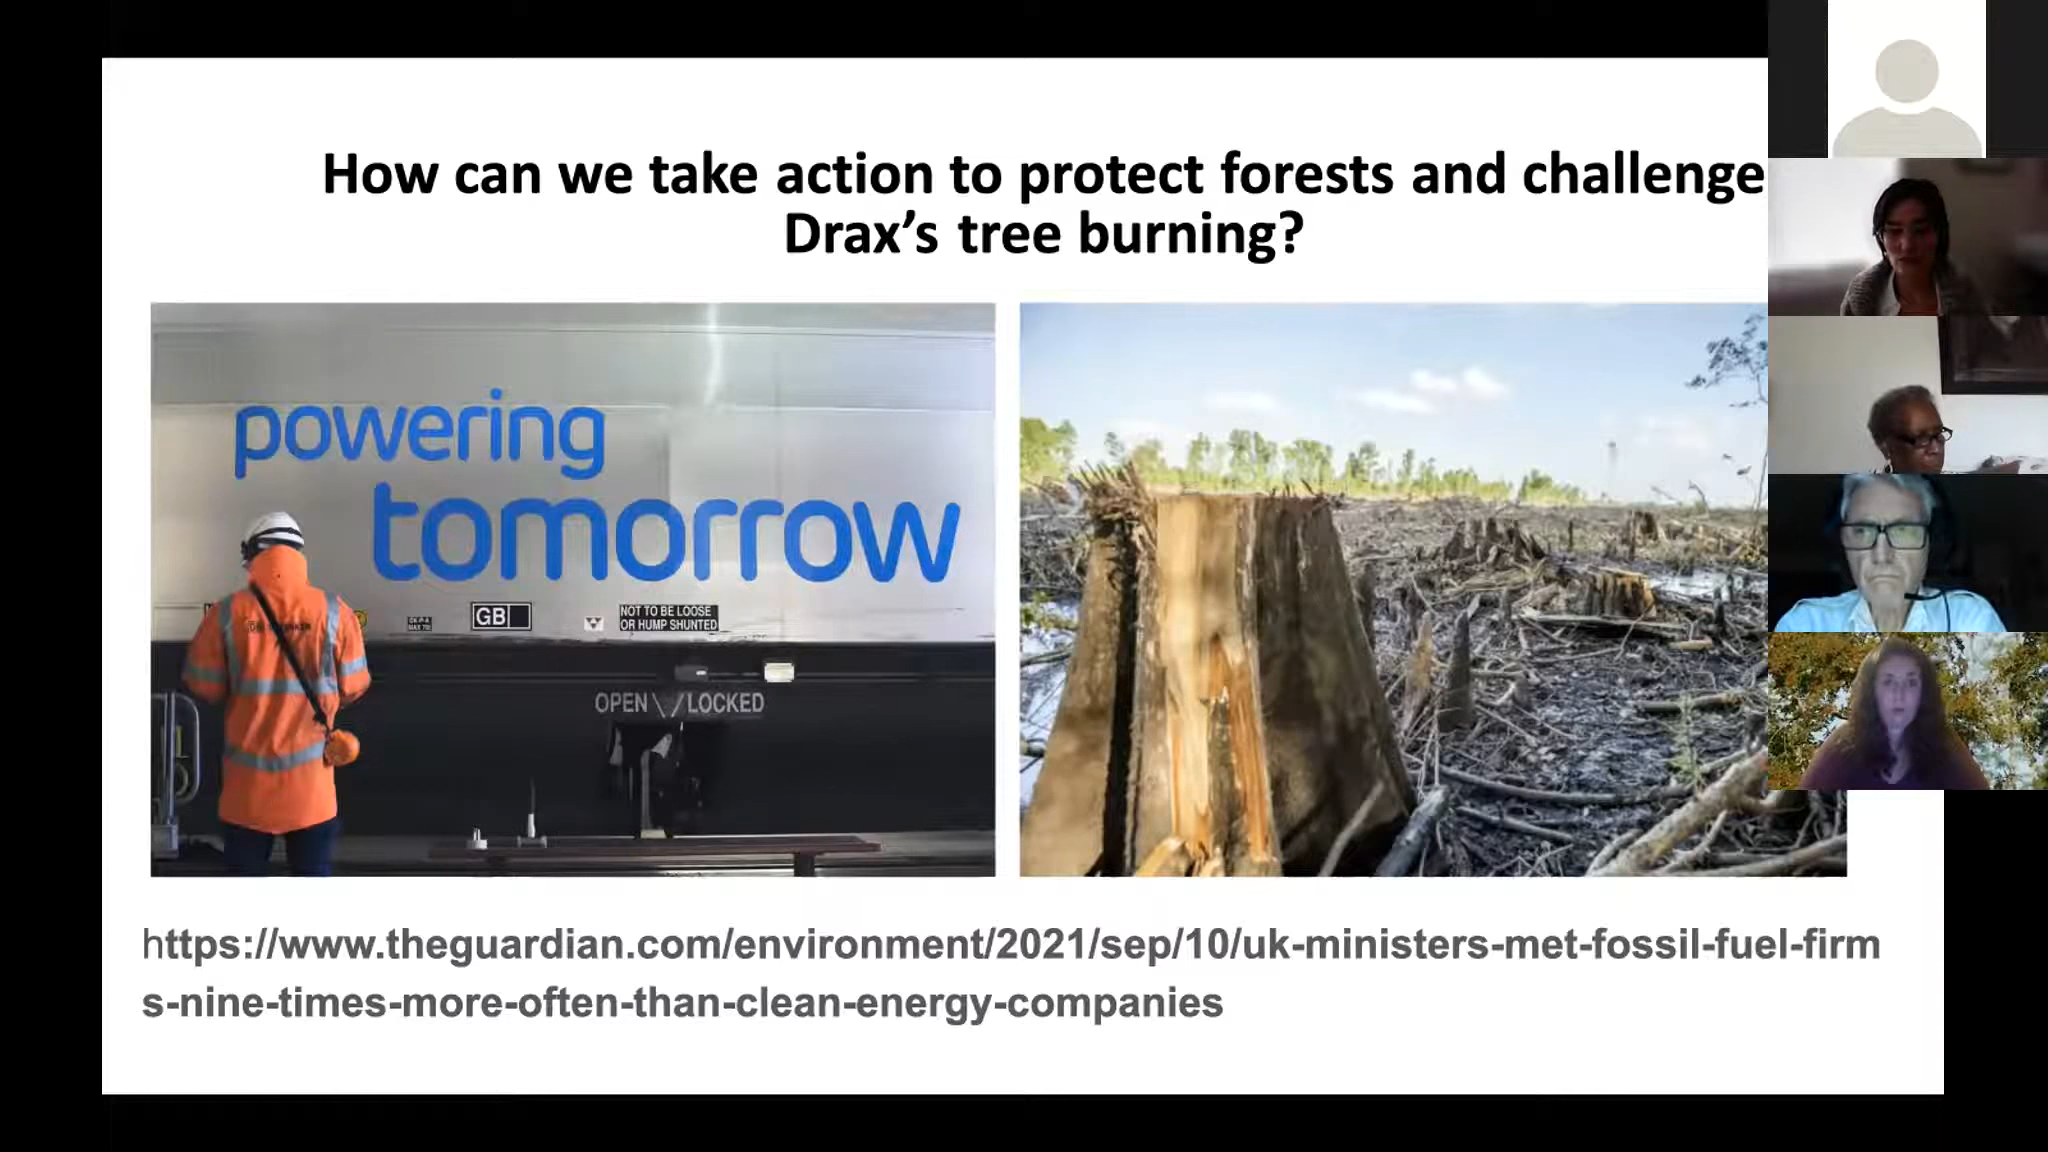 How can we take action to protect forests and challenge
Drax's tree burning?
powering
tomorrow
GB
NOT TO BE LOOSE
OR HUMP SHUNTED
OPEN LOCKED
https://www.theguardian.com/environment/2021/sep/10/uk-ministers-met-fossil-fuel-firm
s-nine-times-more-often-than-clean-energy-companies